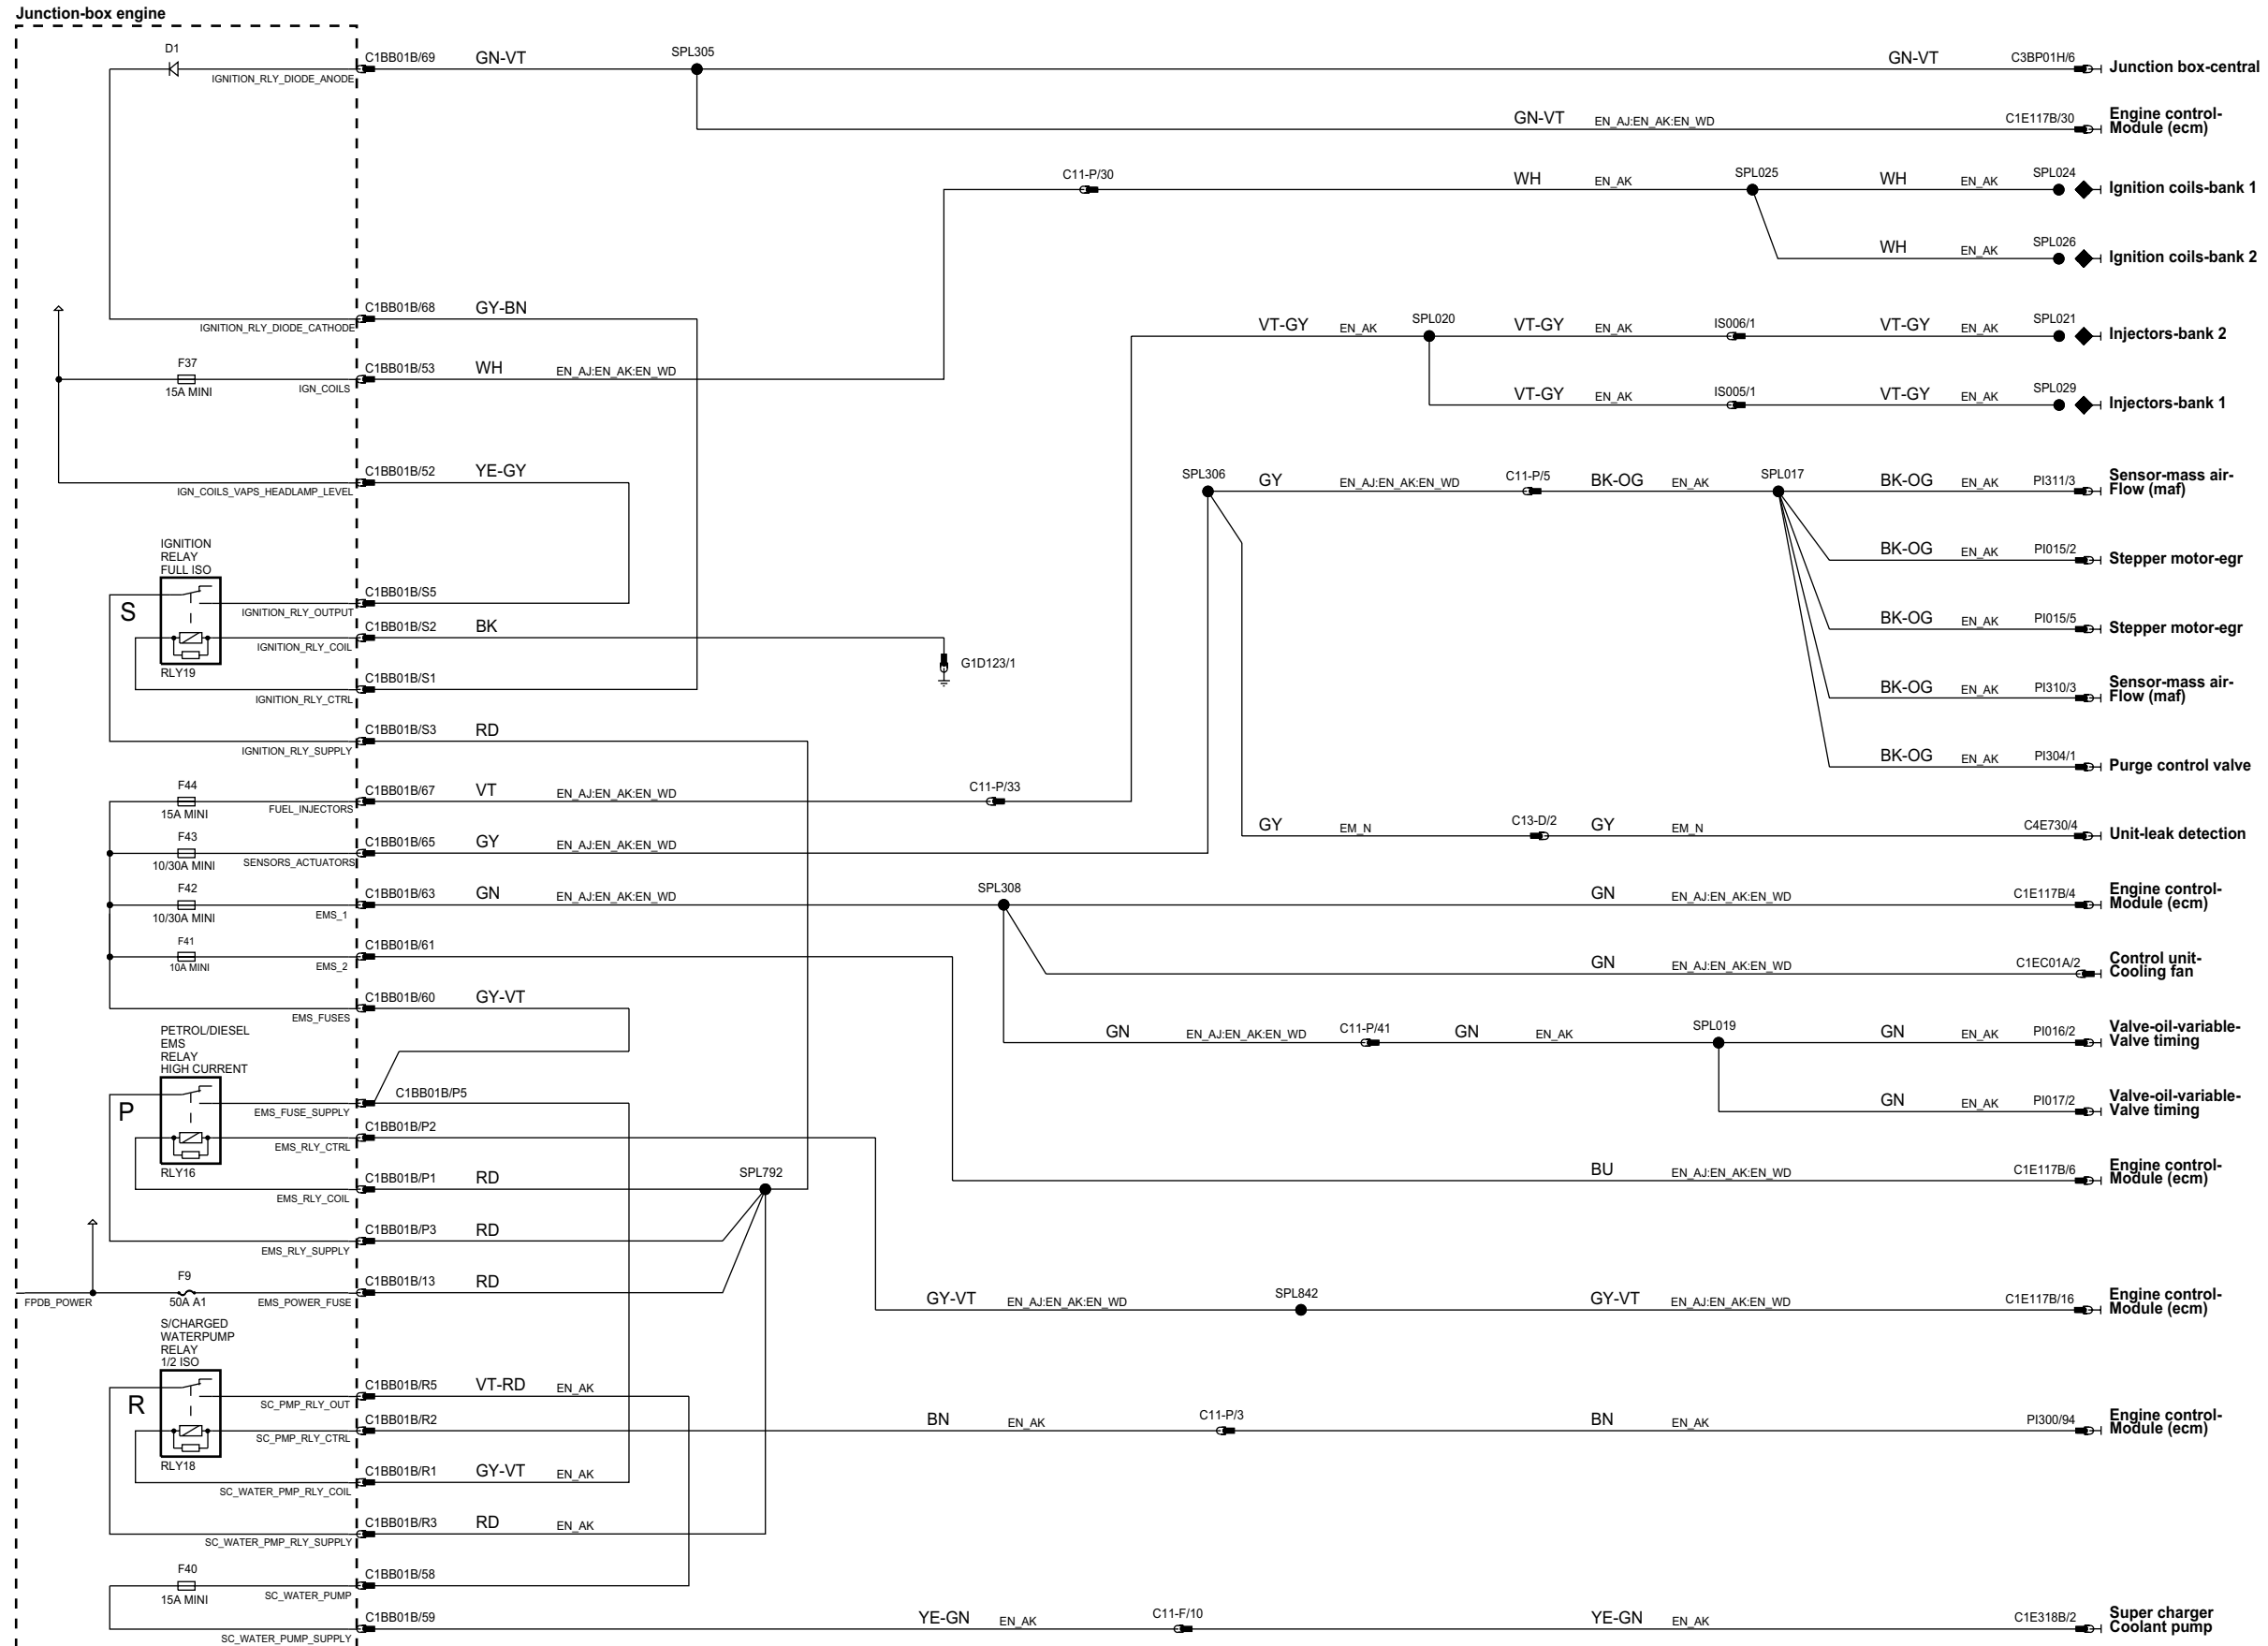 Junction-box engine
D1
C1BB01B/69 GN-VT SPL305 GN-VT C3BP01H/6 Junction box-central
IGNITION_RLY_DIODE_ANODE
GN-VT EN_AJ:EN_AK:EN_WD C1E117B/30 Engine control-
Module (ecm)
C11-P/30 WH EN_AK SPL025 WH EN_AK SPL024 Ignition coils-bank 1
WH EN_AK SPL026 Ignition coils-bank 2
C1BB01B/68 GY-BN
IGNITION_RLY_DIODE_CATHODE
VT-GY EN_AK SPL020 VT-GY EN_AK IS006/1 VT-GY EN_AK SPL021 Injectors-bank 2
F37 C1BB01B/53 WH EN_AJ:EN_AK:EN_WD
15A MINI IGN_COILS
VT-GY EN_AK IS005/1 VT-GY EN_AK SPL029 Injectors-bank 1
C1BB01B/52 YE-GY
IGN_COILS_VAPS_HEADLAMP_LEVEL
SPL306 GY EN_AJ:EN_AK:EN_WD C11-P/5 BK-OG EN_AK SPL017 BK-OG EN_AK PI311/3 Sensor-mass air-
Flow (maf)
IGNITION
RELAY
FULL ISO
BK-OG EN_AK PI015/2 Stepper motor-egr
S
C1BB01B/S5
IGNITION_RLY_OUTPUT
C1BB01B/S2 BK
IGNITION_RLY_COIL
BK-OG EN_AK PI015/5 Stepper motor-egr
G1D123/1
RLY19
C1BB01B/S1
IGNITION_RLY_CTRL
BK-OG EN_AK PI310/3 Sensor-mass air-
Flow (maf)
C1BB01B/S3 RD
IGNITION_RLY_SUPPLY
BK-OG EN_AK PI304/1 Purge control valve
F44 C1BB01B/67 VT EN_AJ:EN_AK:EN_WD C11-P/33
15A MINI FUEL_INJECTORS
GY EM_N C13-D/2 GY EM_N C4E730/4 Unit-leak detection
F43 C1BB01B/65 GY EN_AJ:EN_AK:EN_WD
10/30A MINI SENSORS_ACTUATORS
F42 C1BB01B/63 GN EN_AJ:EN_AK:EN_WD SPL308 GN EN_AJ:EN_AK:EN_WD C1E117B/4 Engine control-
Module (ecm)
10/30A MINI EMS_1
F41 C1BB01B/61
10A MINI EMS_2
GN EN_AJ:EN_AK:EN_WD C1EC01A/2 Control unit-
Cooling fan
C1BB01B/60 GY-VT
EMS_FUSES
GN EN_AJ:EN_AK:EN_WD C11-P/41 GN EN_AK SPL019 GN EN_AK PI016/2 Valve-oil-variable-
Valve timing
PETROL/DIESEL
EMS
RELAY
HIGH CURRENT
P
C1BB01B/P5
EMS_FUSE_SUPPLY
GN EN_AK PI017/2 Valve-oil-variable-
Valve timing
C1BB01B/P2
EMS_RLY_CTRL
RLY16
C1BB01B/P1 RD SPL792
EMS_RLY_COIL
BU EN_AJ:EN_AK:EN_WD C1E117B/6 Engine control-
Module (ecm)
C1BB01B/P3 RD
EMS_RLY_SUPPLY
F9 C1BB01B/13 RD
FPDB_POWER 50A A1 EMS_POWER_FUSE
GY-VT EN_AJ:EN_AK:EN_WD SPL842 GY-VT EN_AJ:EN_AK:EN_WD C1E117B/16 Engine control-
Module (ecm)
S/CHARGED
WATERPUMP
RELAY
1/2 ISO
R
C1BB01B/R5 VT-RD EN_AK
SC_PMP_RLY_OUT
C1BB01B/R2 BN EN_AK C11-P/3 BN EN_AK PI300/94 Engine control-
Module (ecm)
SC_PMP_RLY_CTRL
RLY18
C1BB01B/R1 GY-VT EN_AK
SC_WATER_PMP_RLY_COIL
C1BB01B/R3 RD EN_AK
SC_WATER_PMP_RLY_SUPPLY
F40 C1BB01B/58
15A MINI SC_WATER_PUMP
C1BB01B/59 YE-GN EN_AK C11-F/10 YE-GN EN_AK C1E318B/2 Super charger
Coolant pump
SC_WATER_PUMP_SUPPLY